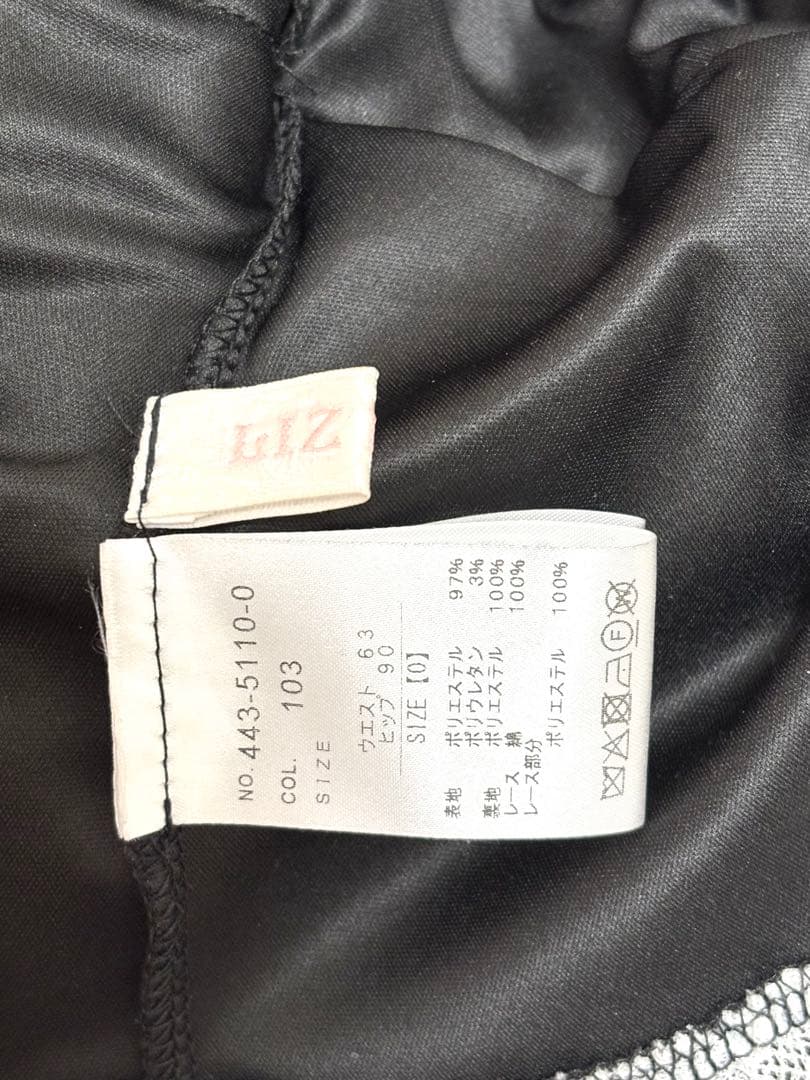 LIZ
NO. 443-5110-0
COL. 103
SIZE
ウエスト 63
ヒップ 90
SIZE【0】
表地 ポリエステル 97%
ポリウレタン 3%
裏地 ポリエステル 100%
レース 綿 100%
レース部分
ポリエステル 100%
F
W